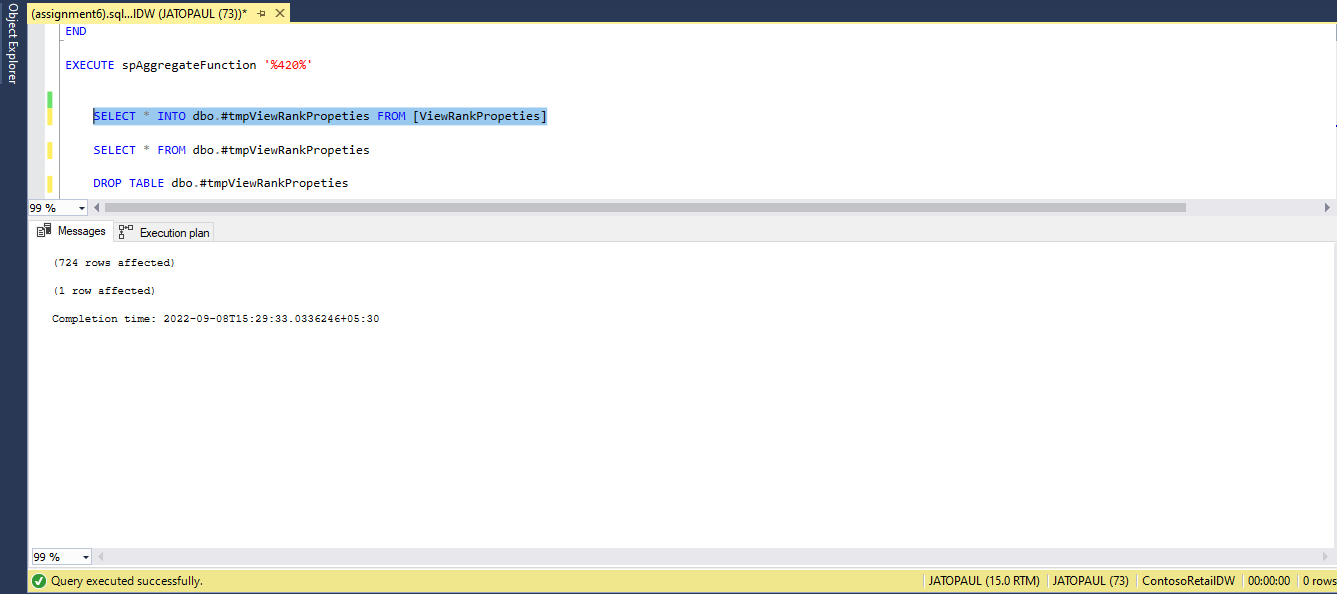 Object Explorer
(assignment6).sql...IDW (JATOPAUL (73))*
END
EXECUTE spAggregateFunction '%420%'
SELECT * INTO dbo.#tmpViewRankPropeties FROM [ViewRankPropeties]
SELECT * FROM dbo.#tmpViewRankPropeties
DROP TABLE dbo.#tmpViewRankPropeties
99 %
Messages Execution plan
(724 rows affected)
(1 row affected)
Completion time: 2022-09-08T15:29:33.0336246+05:30
99 %
Query executed successfully. JATOPAUL (15.0 RTM) JATOPAUL (73) ContosoRetailDW 00:00:00 0 rows